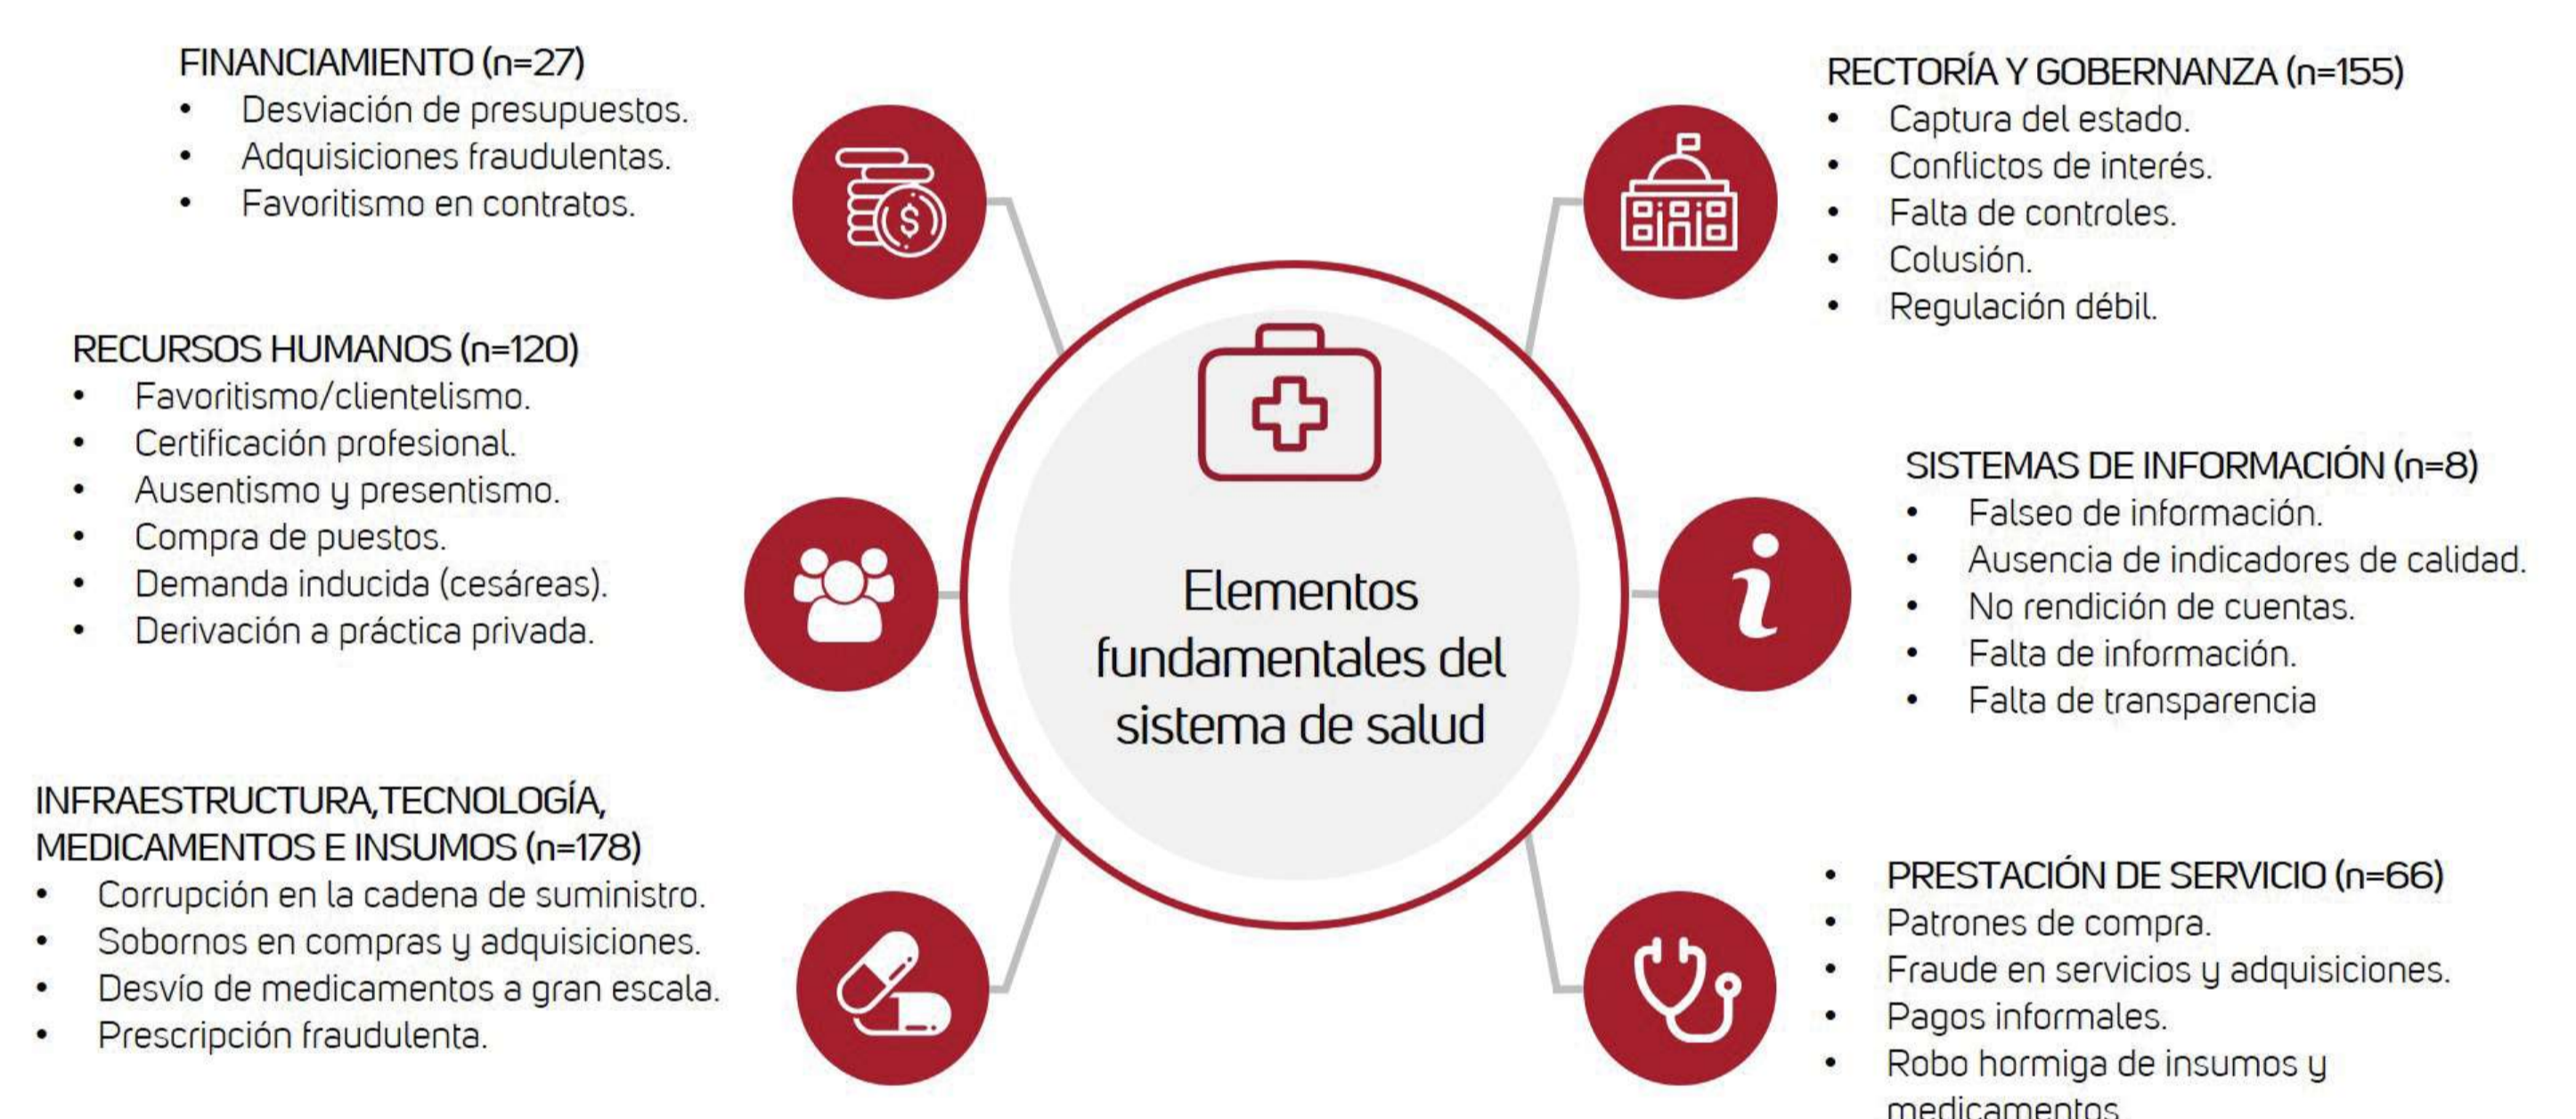 FINANCIAMIENTO (n=27)
• Desviación de presupuestos.
• Adquisiciones fraudulentas.
• Favoritismo en contratos.
RECURSOS HUMANOS (n=120)
• Favoritismo/clientelismo.
• Certificación profesional.
• Ausentismo y presentismo.
• Compra de puestos.
• Demanda inducida (cesáreas).
• Derivación a práctica privada.
INFRAESTRUCTURA,TECNOLOGÍA,
MEDICAMENTOS E INSUMOS (n=178)
• Corrupción en la cadena de suministro.
• Sobornos en compras y adquisiciones.
• Desvío de medicamentos a gran escala.
• Prescripción fraudulenta.
$
Elementos
fundamentales del
sistema de salud
i
RECTORÍA Y GOBERNANZA (n=155)
• Captura del estado.
• Conflictos de interés.
• Falta de controles.
• Colusión.
• Regulación débil.
SISTEMAS DE INFORMACIÓN (n=8)
• Falseo de información.
• Ausencia de indicadores de calidad.
• No rendición de cuentas.
• Falta de información.
• Falta de transparencia
• PRESTACIÓN DE SERVICIO (n=66)
• Patrones de compra.
• Fraude en servicios y adquisiciones.
• Pagos informales.
• Robo hormiga de insumos y
medicamentos.